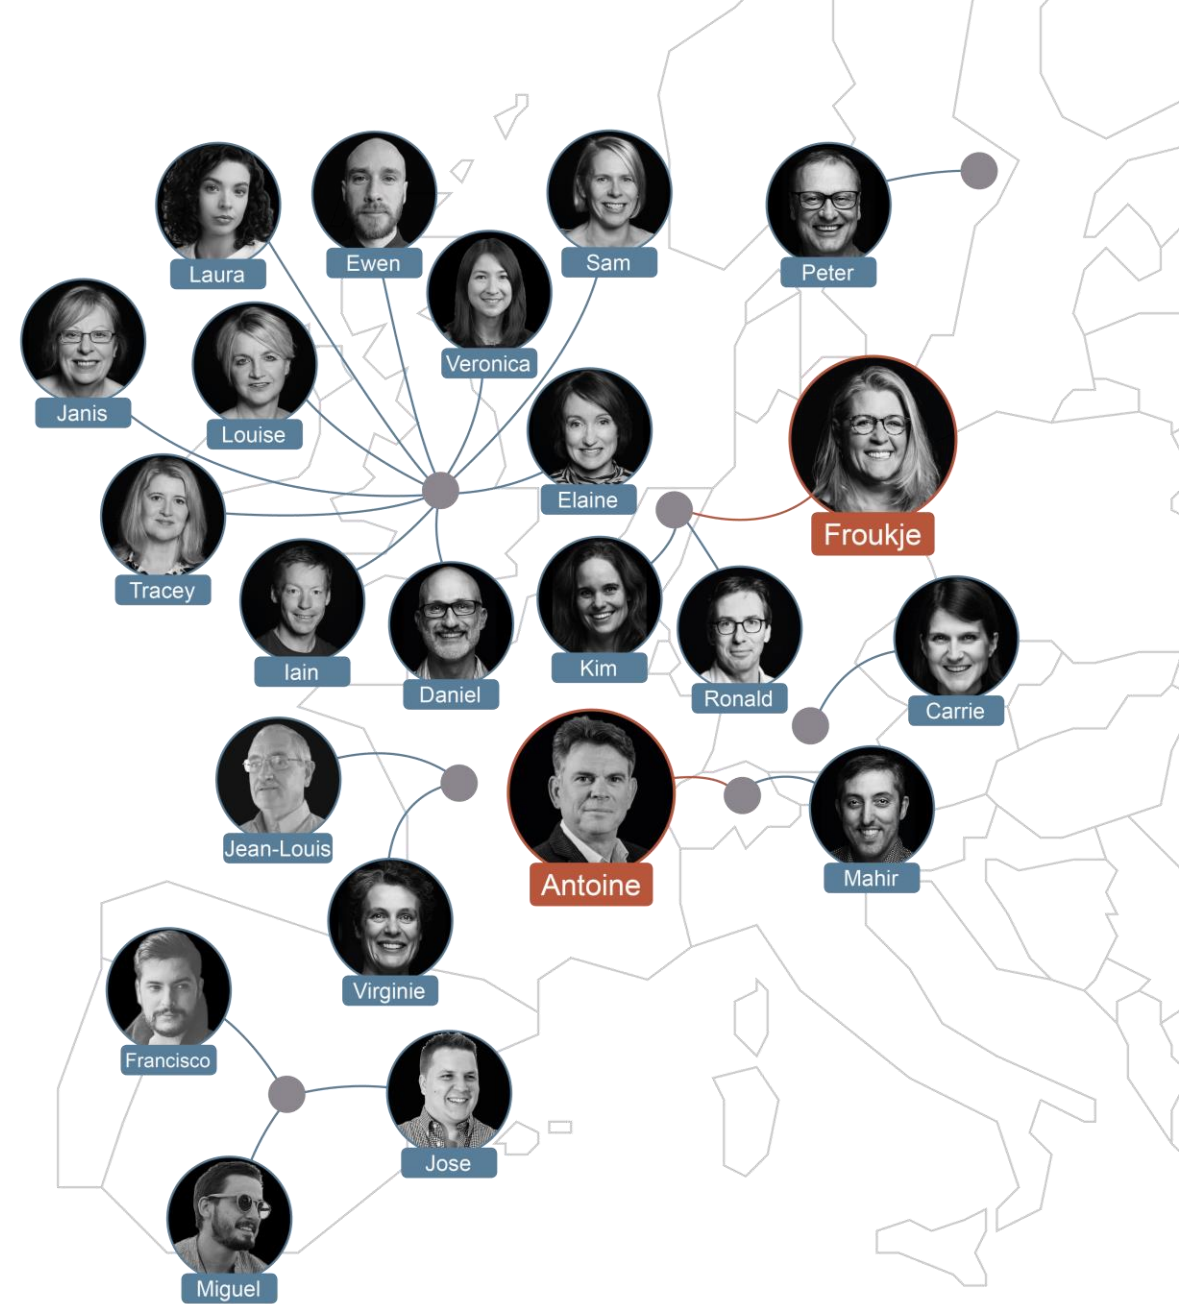 Laura
Ewen
Sam
Peter
Veronica
Janis
Louise
Elaine
Froukje
Tracey
Iain
Daniel
Kim
Ronald
Carrie
Jean-Louis
Antoine
Mahir
Virginie
Francisco
Jose
Miguel